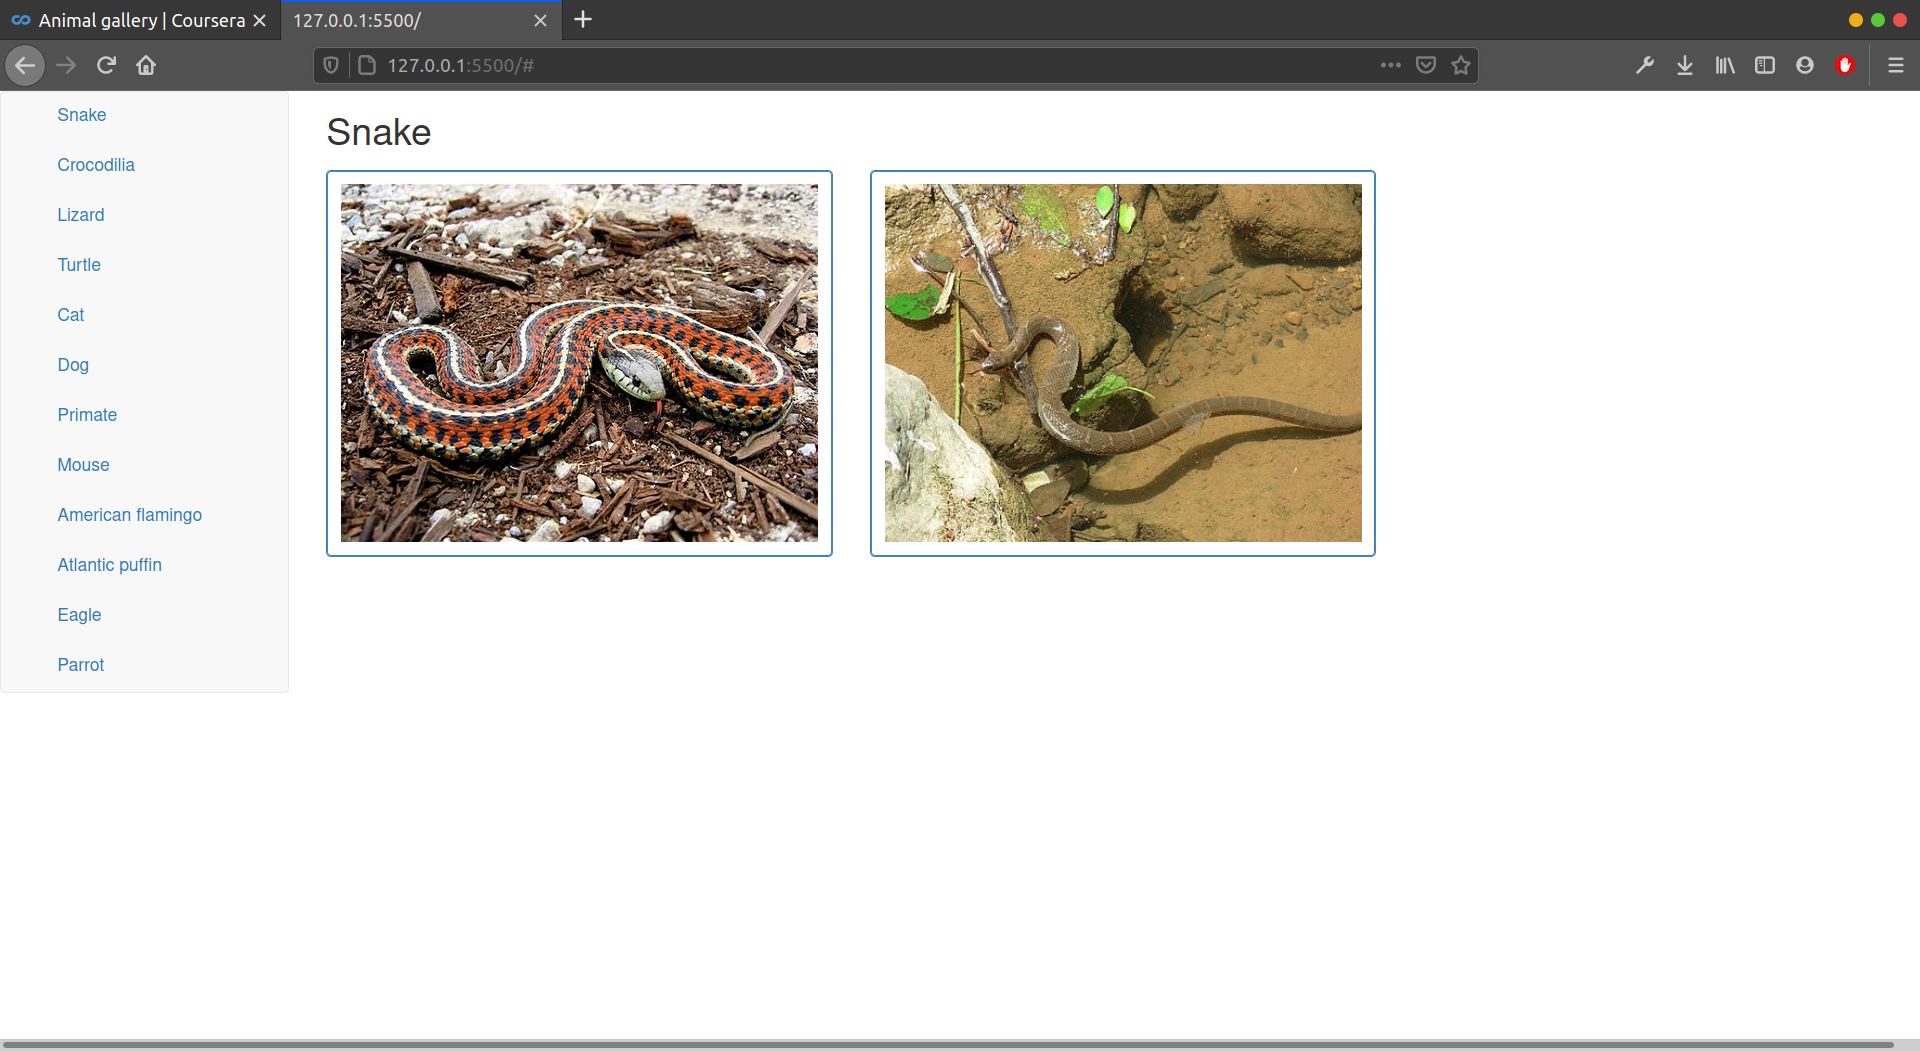 Animal gallery | Coursera
127.0.0.1:5500/
127.0.0.1:5500/#
Snake
Crocodilia
Lizard
Turtle
Cat
Dog
Primate
Mouse
American flamingo
Atlantic puffin
Eagle
Parrot
Snake